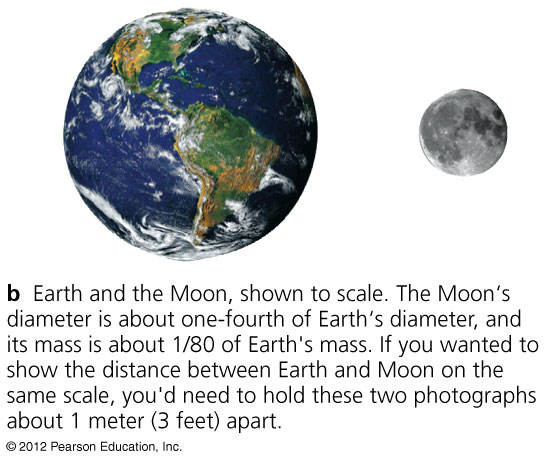 b Earth and the Moon, shown to scale. The Moon‘s
diameter is about one-fourth of Earth‘s diameter, and
its mass is about 1/80 of Earth's mass. If you wanted to
show the distance between Earth and Moon on the
same scale, you'd need to hold these two photographs
about 1 meter (3 feet) apart.
© 2012 Pearson Education, Inc.